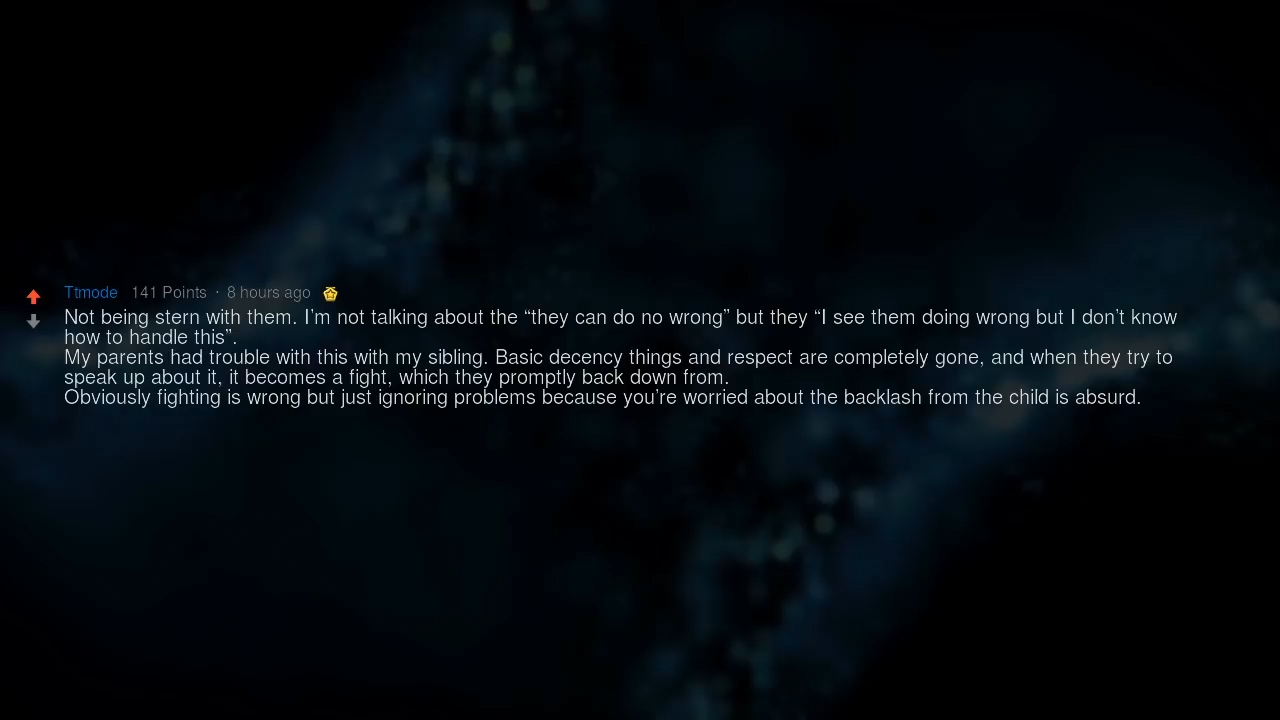 Ttmode 141 Points · 8 hours ago
Not being stern with them. I’m not talking about the “they can do no wrong” but they “I see them doing wrong but I don’t know
how to handle this”.
My parents had trouble with this with my sibling. Basic decency things and respect are completely gone, and when they try to
speak up about it, it becomes a fight, which they promptly back down from.
Obviously fighting is wrong but just ignoring problems because you’re worried about the backlash from the child is absurd.